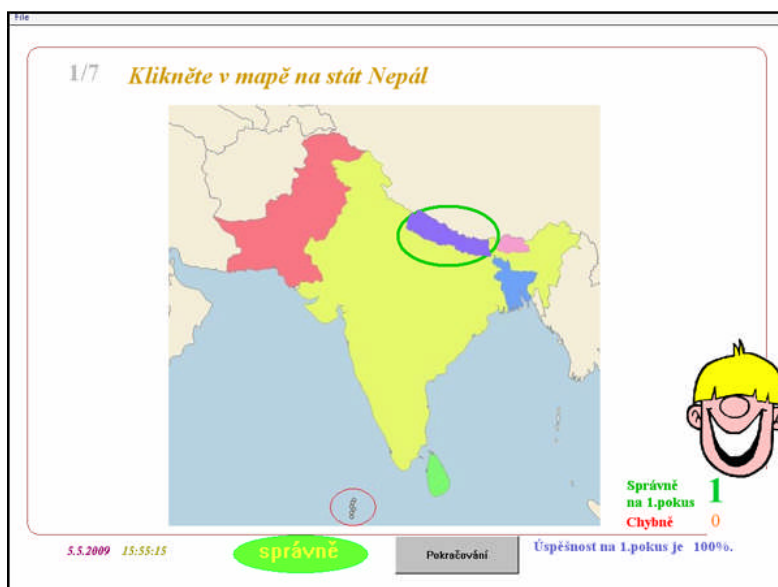 File
1/7 Klikněte v mapě na stát Nepál
Správně
na 1.pokus 1
Chybně 0
5.5.2009 15:55:15 správně Pokračování Úspěšnost na 1.pokus je 100%.